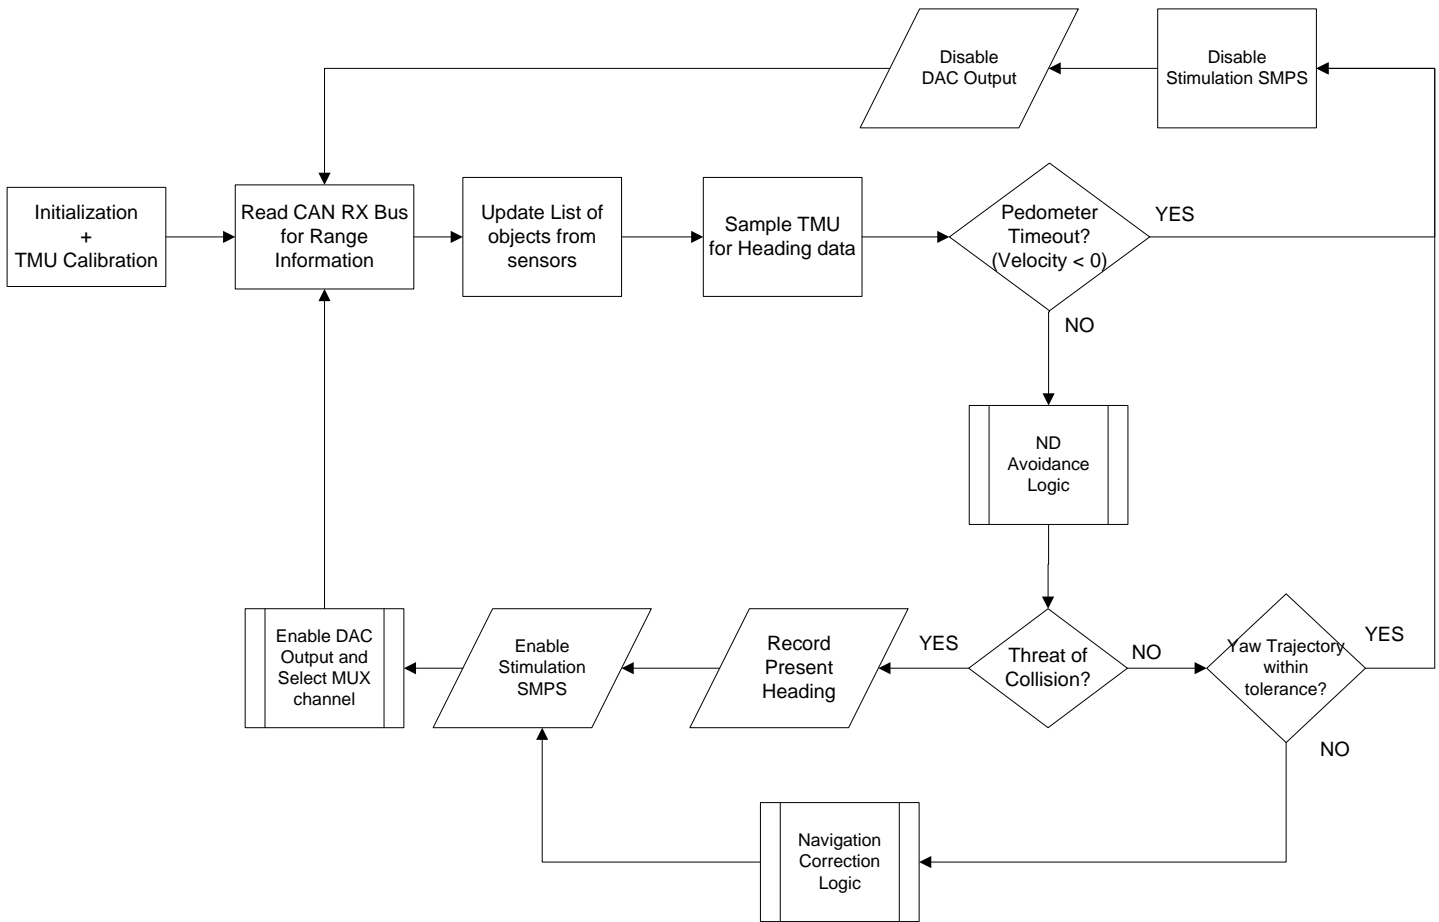 Disable
DAC Output
Disable
Stimulation SMPS
Initialization
+
TMU Calibration
Read CAN RX Bus
for Range
Information
Update List of
objects from
sensors
Sample TMU
for Heading data
Pedometer
Timeout?
(Velocity < 0)
YES
NO
ND
Avoidance
Logic
Enable DAC
Output and
Select MUX
channel
Enable
Stimulation
SMPS
Record
Present
Heading
YES
Threat of
Collision?
NO
Yaw Trajectory
within
tolerance?
YES
NO
Navigation
Correction
Logic